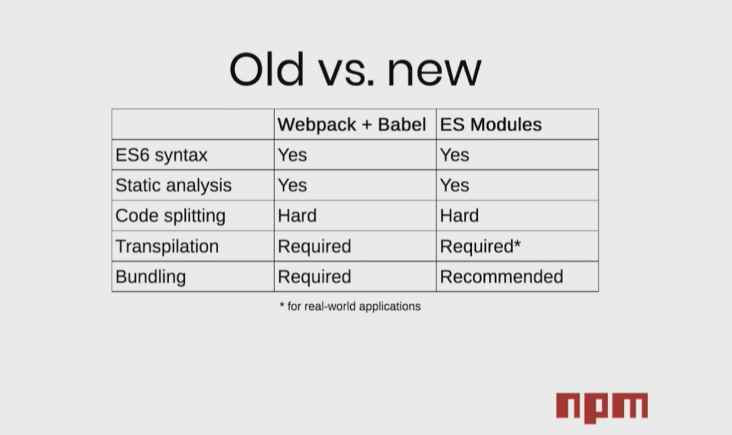 Old vs. new
Webpack + Babel ES Modules
ES6 syntax Yes Yes
Static analysis Yes Yes
Code splitting Hard Hard
Transpilation Required Required*
Bundling Required Recommended
* for real-world applications
npm